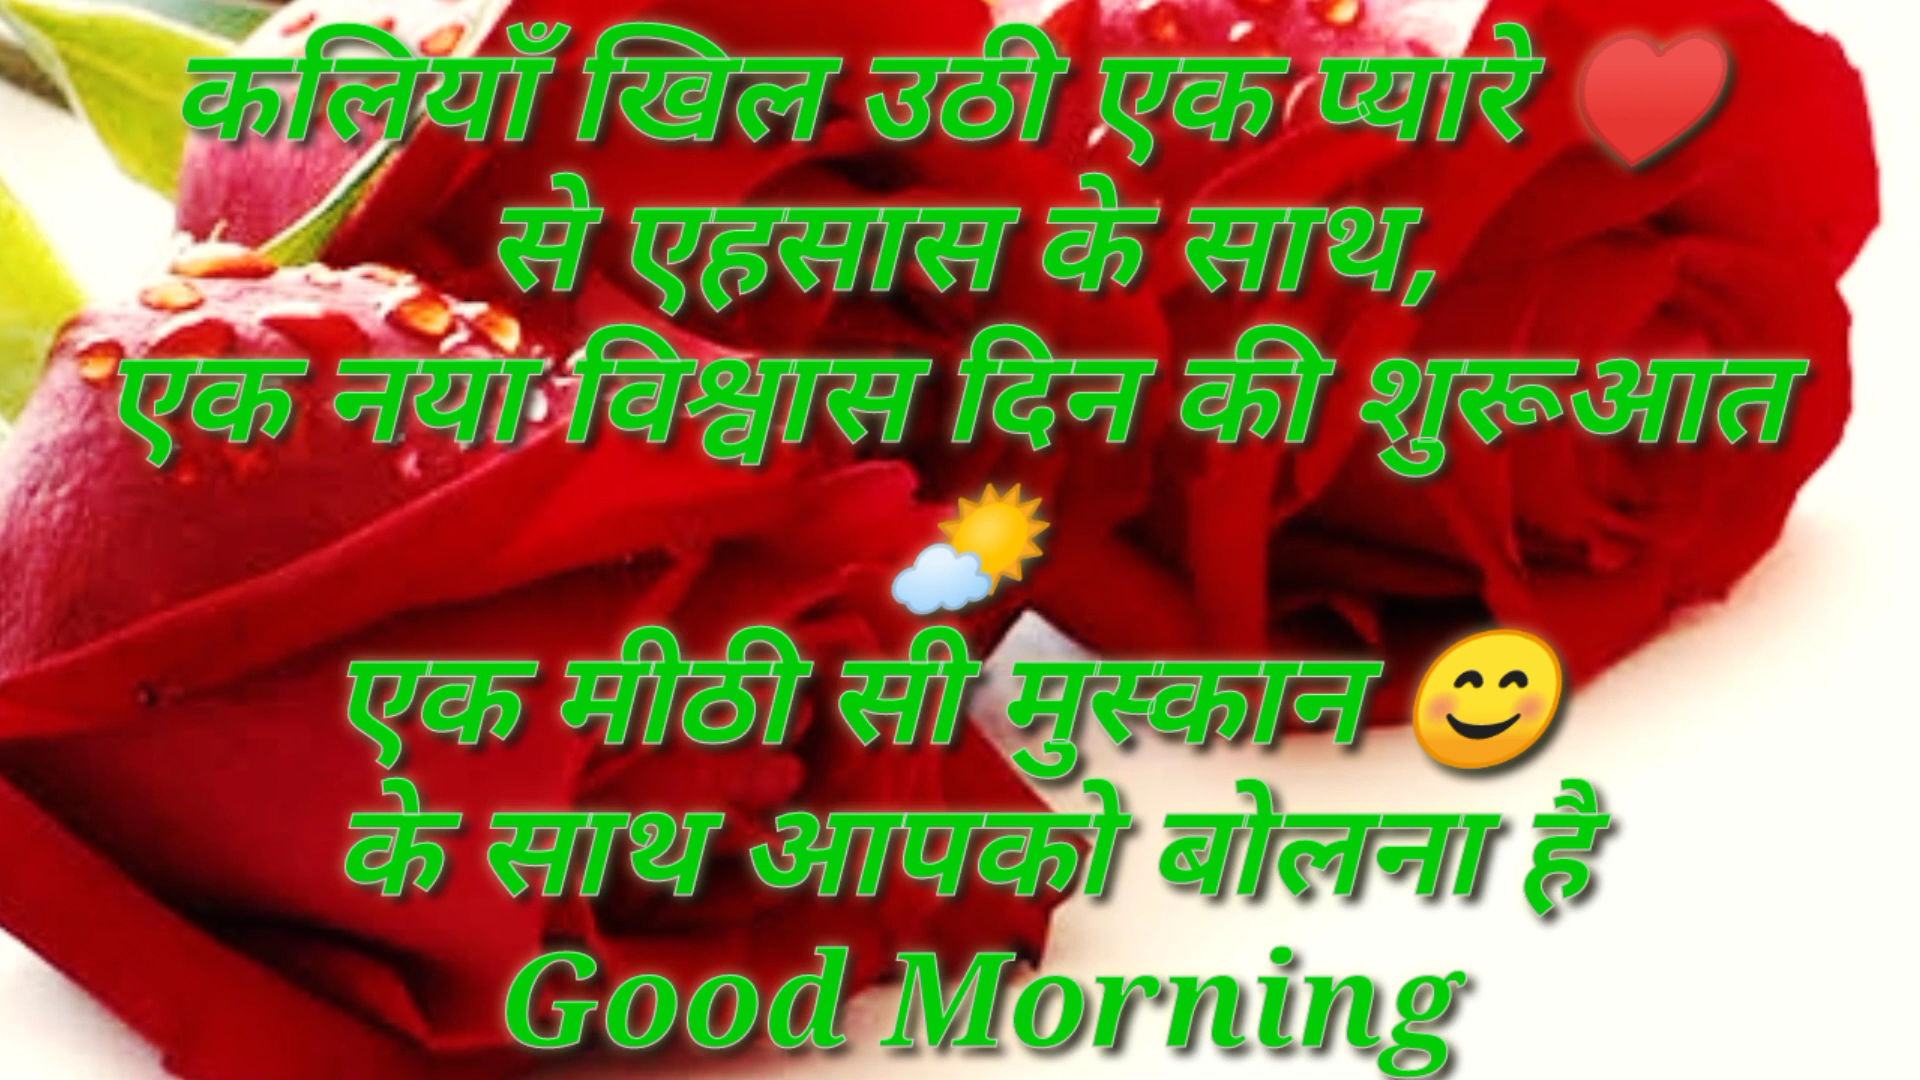 कलियाँ खिल उठी एक प्यारे ❤️
से एहसास के साथ,
एक नया विश्वास दिन की शुरूआत
🌤️
एक मीठी सी मुस्कान 😊
के साथ आपको बोलना है
Good Morning